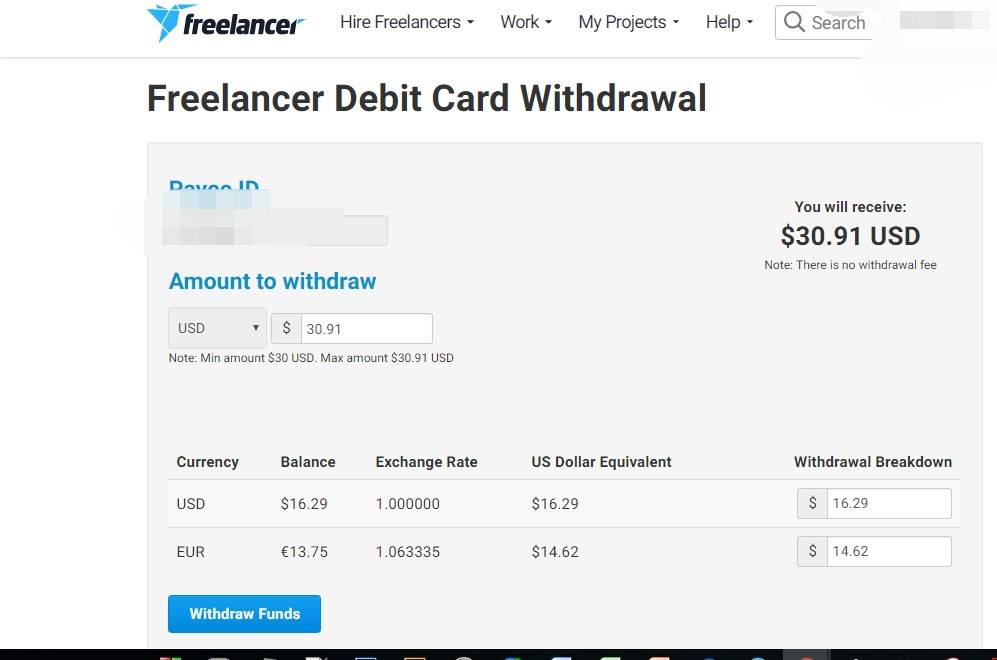 freelancer Hire Freelancers My Projects Work Help Search
Freelancer Debit Card Withdrawal
Payee ID
You will receive:
$30.91 USD
Note: There is no withdrawal fee
Amount to withdraw
USD $ 30.91
Note: Min amount $30 USD. Max amount $30.91 USD
Currency Balance Exchange Rate US Dollar Equivalent Withdrawal Breakdown
USD $16.29 1.000000 $16.29 $ 16.29
EUR €13.75 1.063335 $14.62 $ 14.62
Withdraw Funds